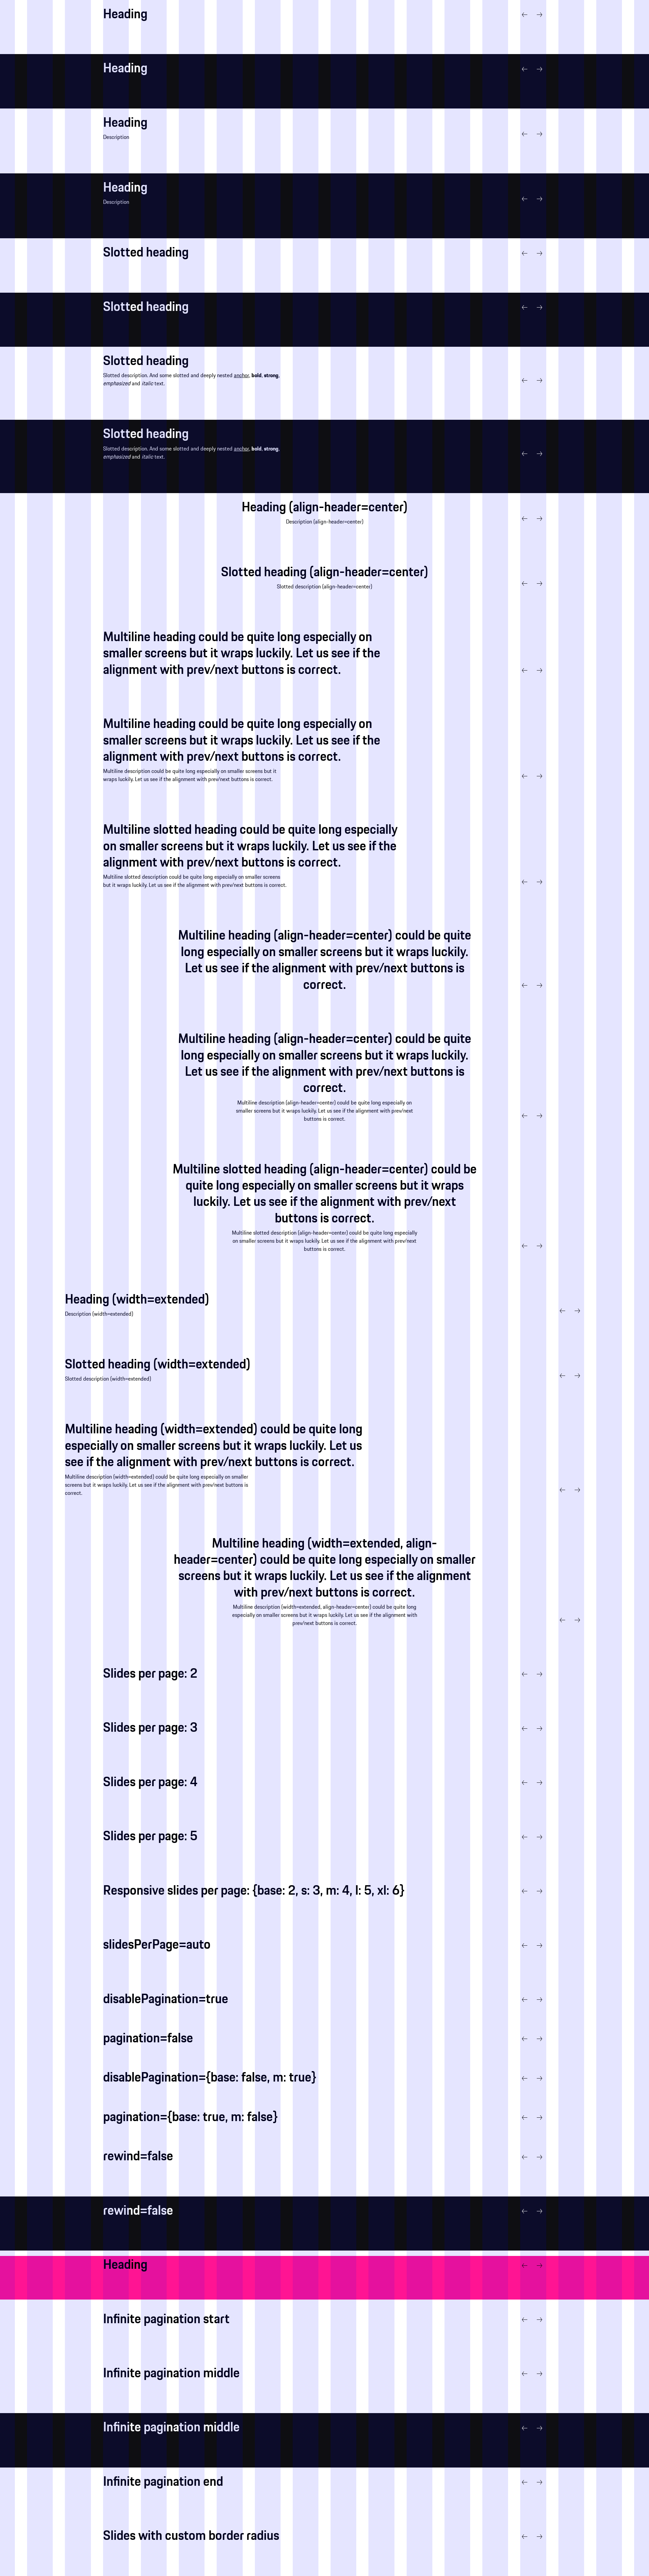 Heading
Heading
Heading
Description
Heading
Description
Slotted heading
Slotted heading
Slotted heading
Slotted description. And some slotted and deeply nested anchor, bold, strong,
emphasized and italic text.
Slotted heading
Slotted description. And some slotted and deeply nested anchor, bold, strong,
emphasized and italic text.
Heading (align-header=center)
Description (align-header=center)
Slotted heading (align-header=center)
Slotted description (align-header=center)
Multiline heading could be quite long especially on
smaller screens but it wraps luckily. Let us see if the
alignment with prev/next buttons is correct.
Multiline heading could be quite long especially on
smaller screens but it wraps luckily. Let us see if the
alignment with prev/next buttons is correct.
Multiline description could be quite long especially on smaller screens but it
wraps luckily. Let us see if the alignment with prev/next buttons is correct.
Multiline slotted heading could be quite long especially
on smaller screens but it wraps luckily. Let us see if the
alignment with prev/next buttons is correct.
Multiline slotted description could be quite long especially on smaller screens
but it wraps luckily. Let us see if the alignment with prev/next buttons is correct.
Multiline heading (align-header=center) could be quite
long especially on smaller screens but it wraps luckily.
Let us see if the alignment with prev/next buttons is
correct.
Multiline heading (align-header=center) could be quite
long especially on smaller screens but it wraps luckily.
Let us see if the alignment with prev/next buttons is
correct.
Multiline description (align-header=center) could be quite long especially on
smaller screens but it wraps luckily. Let us see if the alignment with prev/next
buttons is correct.
Multiline slotted heading (align-header=center) could be
quite long especially on smaller screens but it wraps
luckily. Let us see if the alignment with prev/next
buttons is correct.
Multiline slotted description (align-header=center) could be quite long especially
on smaller screens but it wraps luckily. Let us see if the alignment with prev/next
buttons is correct.
Heading (width=extended)
Description (width=extended)
Slotted heading (width=extended)
Slotted description (width=extended)
Multiline heading (width=extended) could be quite long
especially on smaller screens but it wraps luckily. Let us
see if the alignment with prev/next buttons is correct.
Multiline description (width=extended) could be quite long especially on smaller
screens but it wraps luckily. Let us see if the alignment with prev/next buttons is
correct.
Multiline heading (width=extended, align-
header=center) could be quite long especially on smaller
screens but it wraps luckily. Let us see if the alignment
with prev/next buttons is correct.
Multiline description (width=extended, align-header=center) could be quite long
especially on smaller screens but it wraps luckily. Let us see if the alignment with
prev/next buttons is correct.
Slides per page: 2
Slides per page: 3
Slides per page: 4
Slides per page: 5
Responsive slides per page: {base: 2, s: 3, m: 4, l: 5, xl: 6}
slidesPerPage=auto
disablePagination=true
pagination=false
disablePagination={base: false, m: true}
pagination={base: true, m: false}
rewind=false
rewind=false
Heading
Infinite pagination start
Infinite pagination middle
Infinite pagination middle
Infinite pagination end
Slides with custom border radius